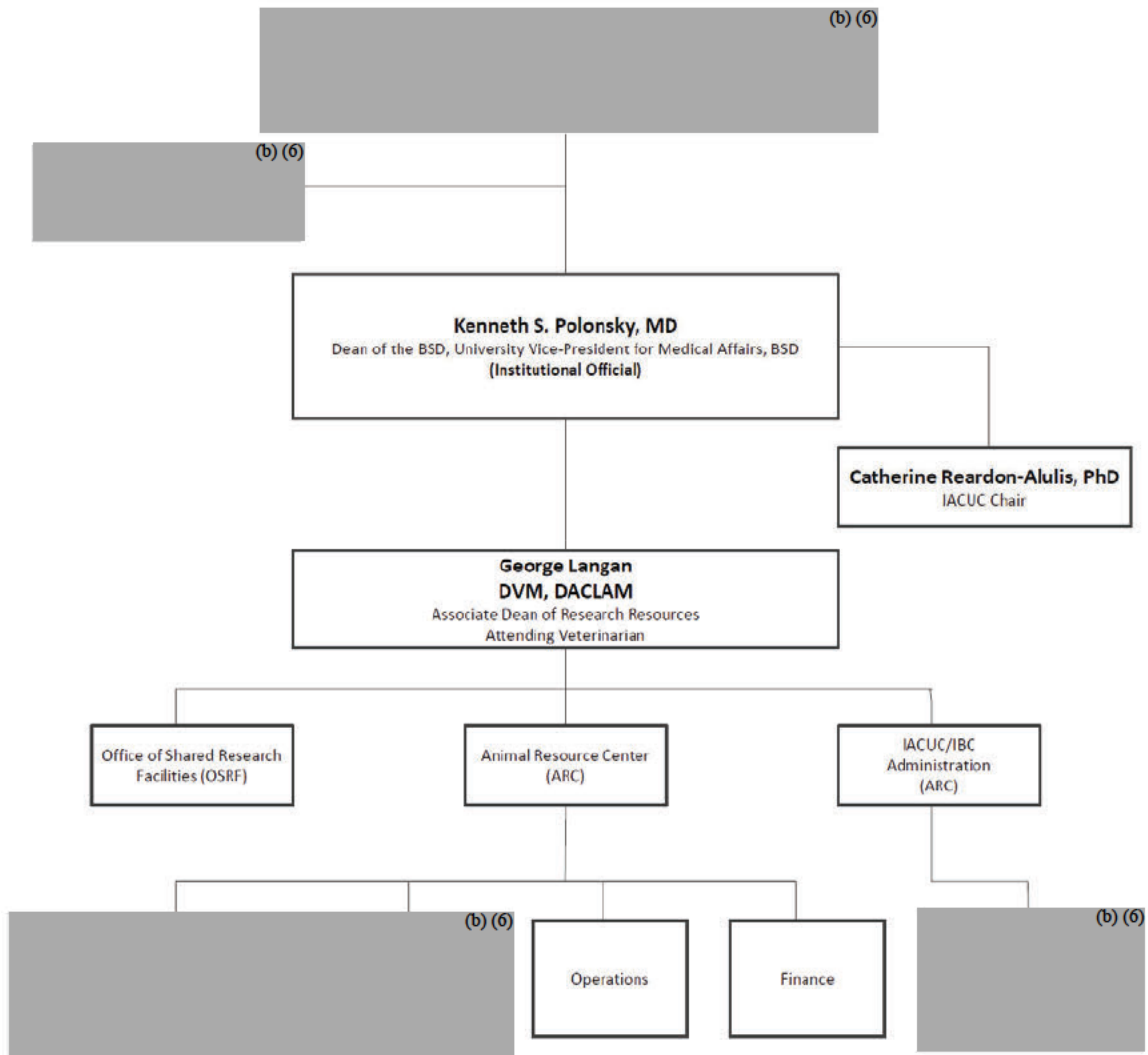 (b) (6)
(b) (6)
Kenneth S. Polonsky, MD
Dean of the BSD, University Vice-President for Medical Affairs, BSD
(Institutional Official)
Catherine Reardon-Alulis, PhD
IACUC Chair
George Langan
DVM, DACLAM
Associate Dean of Research Resources
Attending Veterinarian
Office of Shared Research
Facilities (OSRF)
Animal Resource Center
(ARC)
IACUC/IBC
Administration
(ARC)
(b) (6)
Operations
Finance
(b) (6)